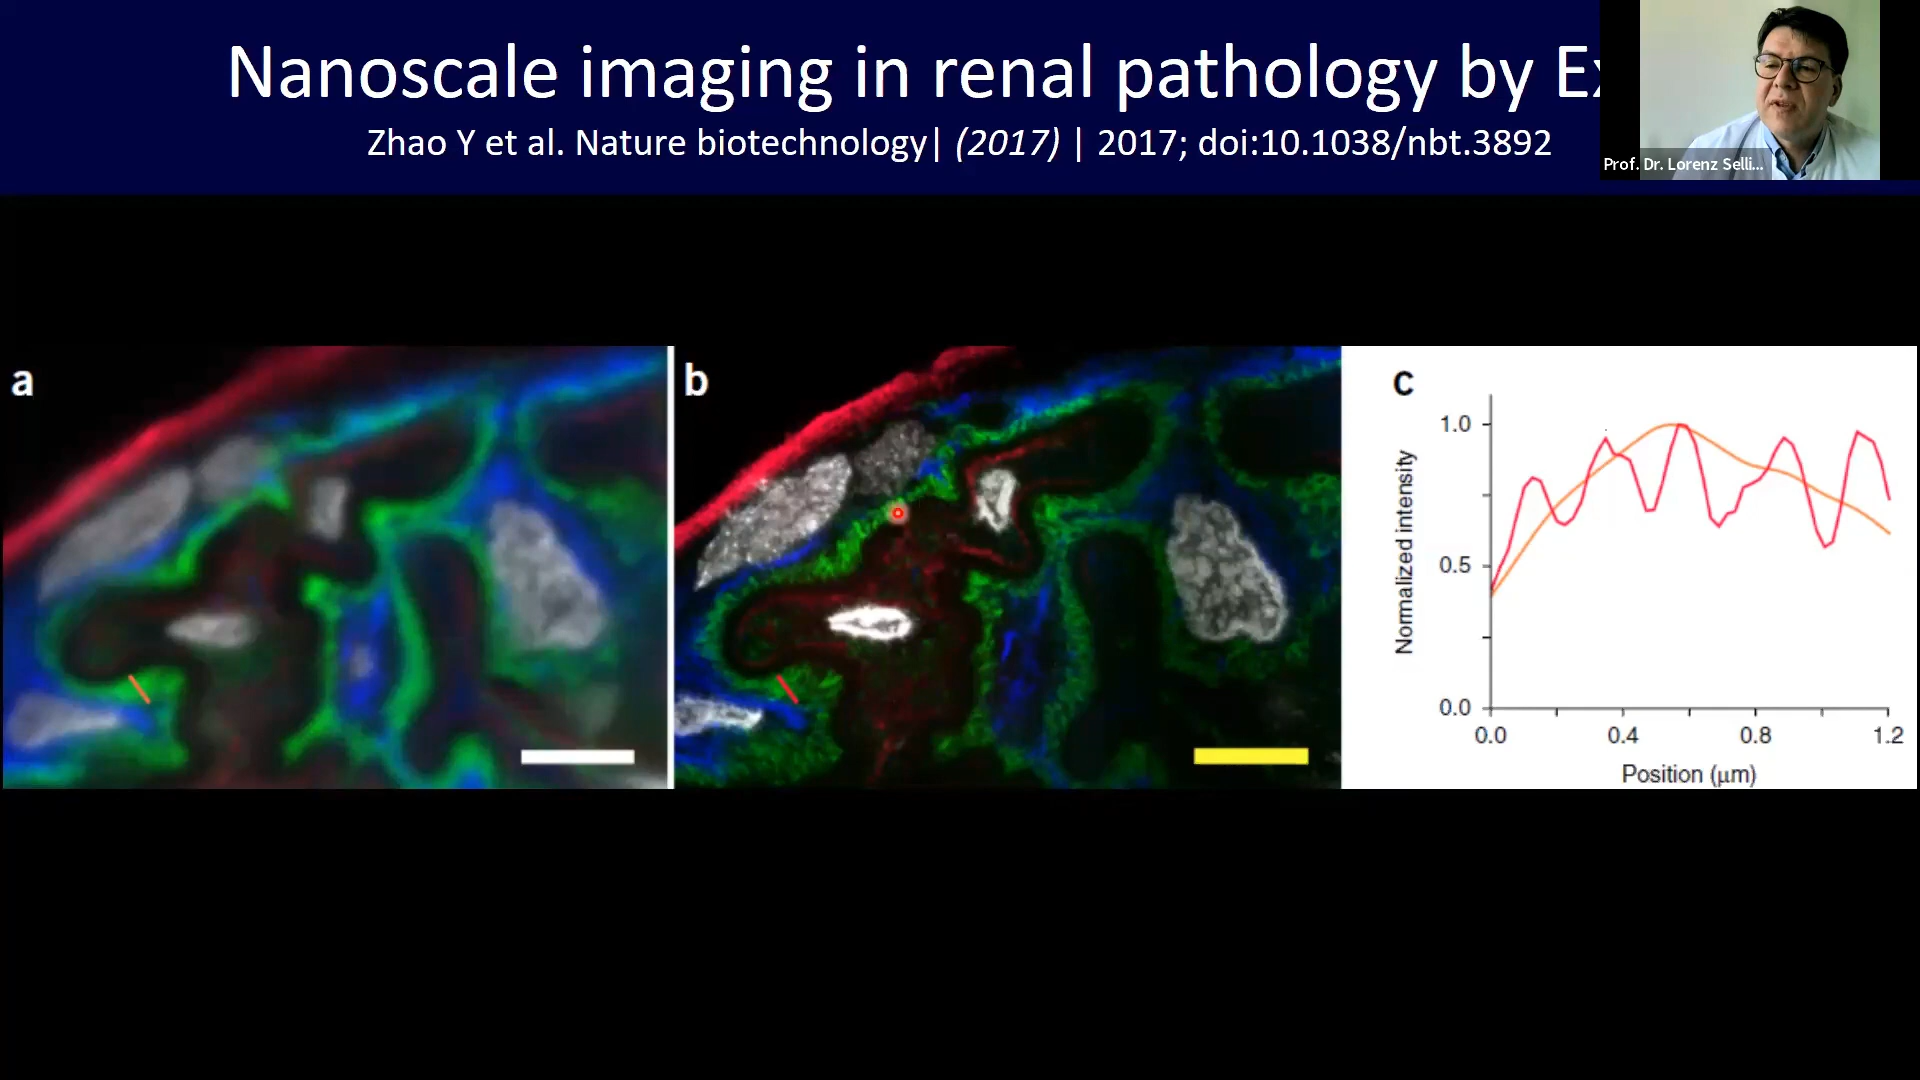 Nanoscale imaging in renal pathology by Ex
Zhao Y et al. Nature biotechnology| (2017) | 2017; doi:10.1038/nbt.3892
Prof. Dr. Lorenz Selli...
a
b
c
1.0
0.5
0.0
Normalized intensity
0.0 0.4 0.8 1.2
Position (μm)